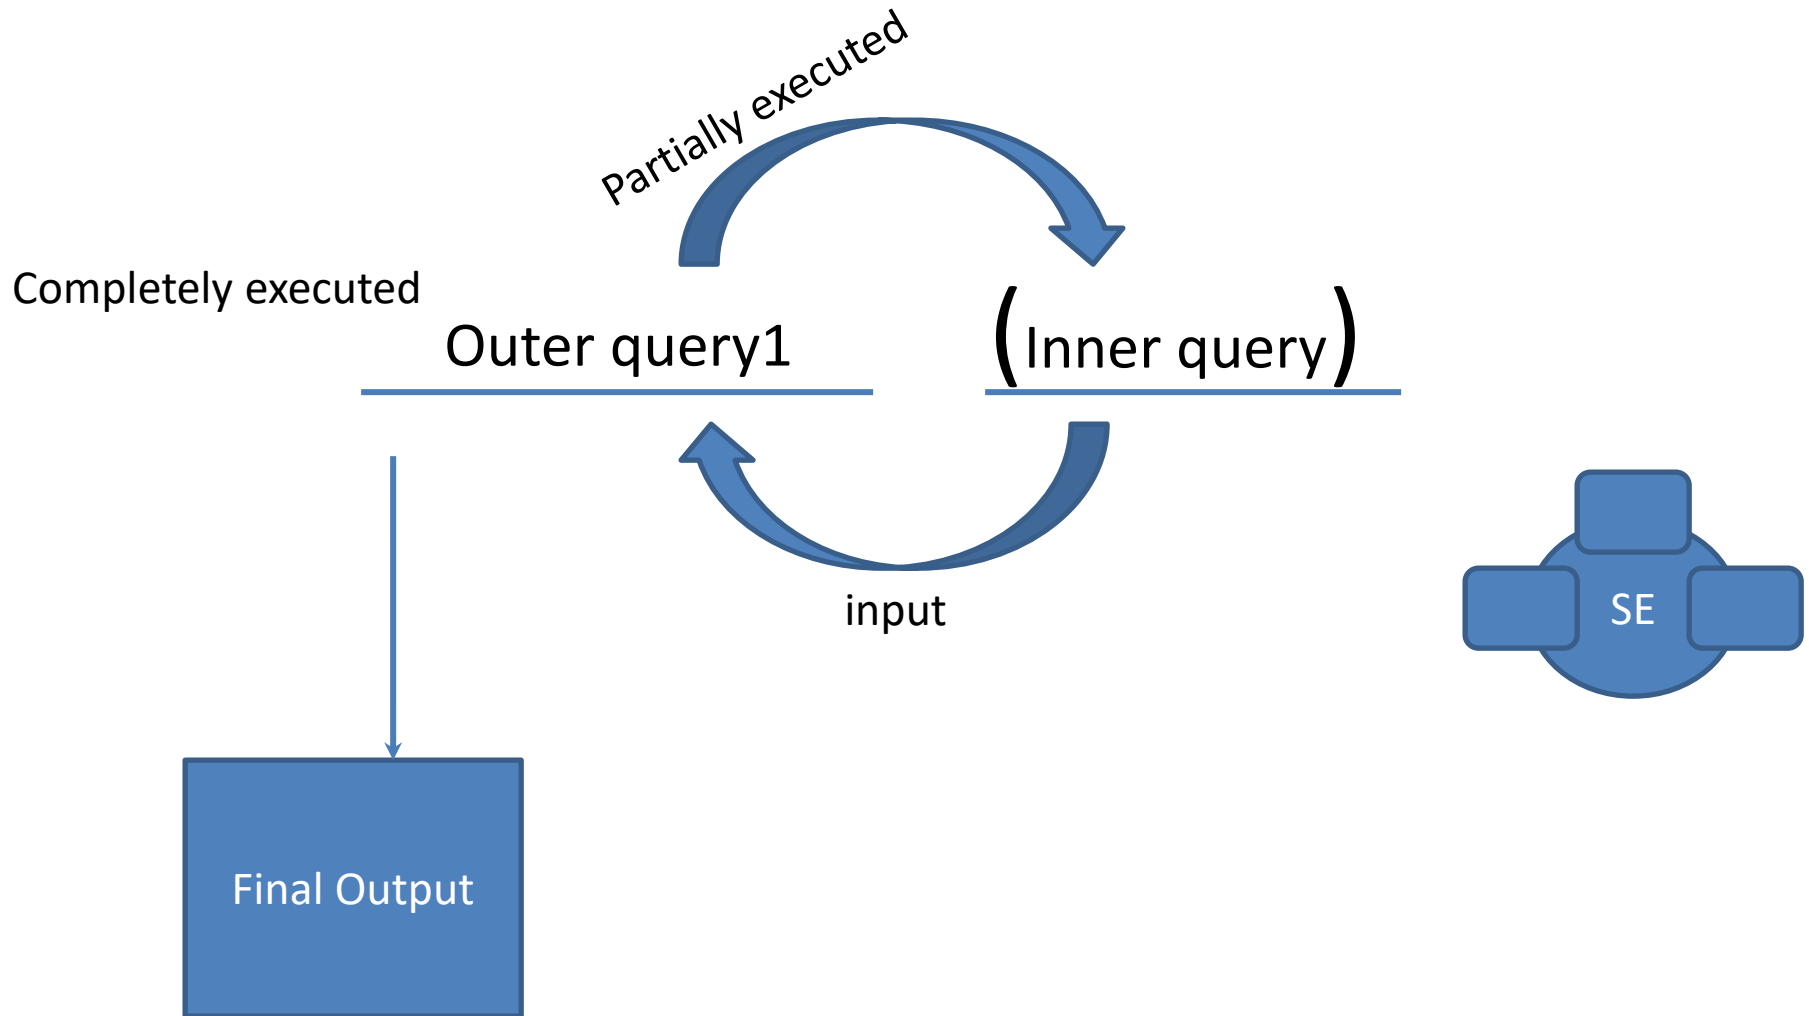 Partially executed
Completely executed
Outer query1
(Inner query)
input
SE
Final Output